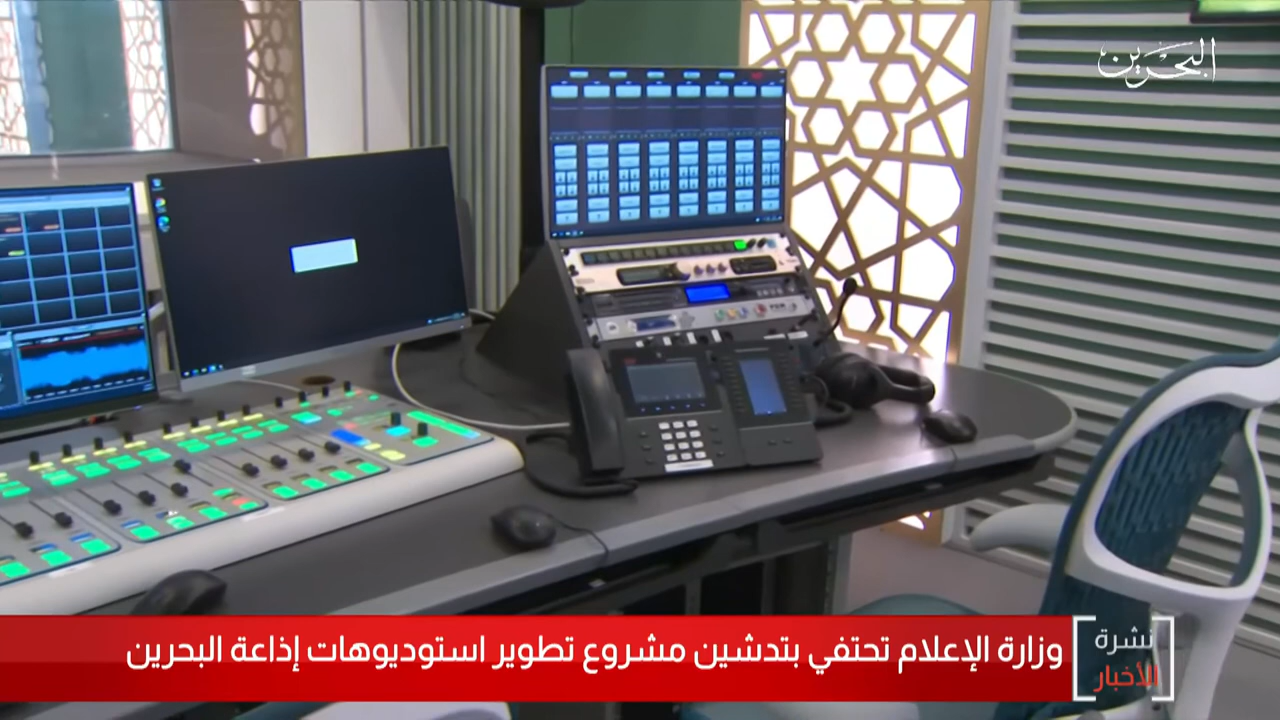 البحرين
نشرة
الأخبار
وزارة الإعلام تحتفي بتدشين مشروع تطوير استوديوهات إذاعة البحرين